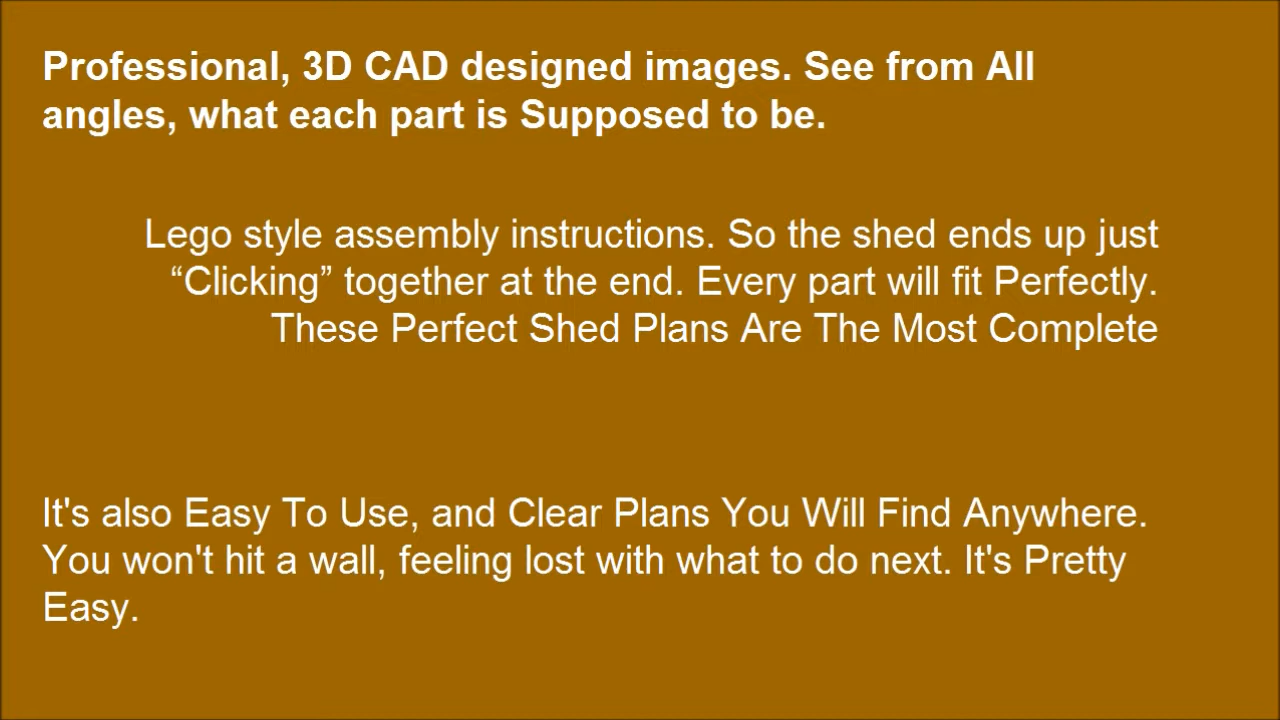 Professional, 3D CAD designed images. See from All
angles, what each part is Supposed to be.
Lego style assembly instructions. So the shed ends up just
“Clicking” together at the end. Every part will fit Perfectly.
These Perfect Shed Plans Are The Most Complete
It's also Easy To Use, and Clear Plans You Will Find Anywhere.
You won't hit a wall, feeling lost with what to do next. It's Pretty
Easy.